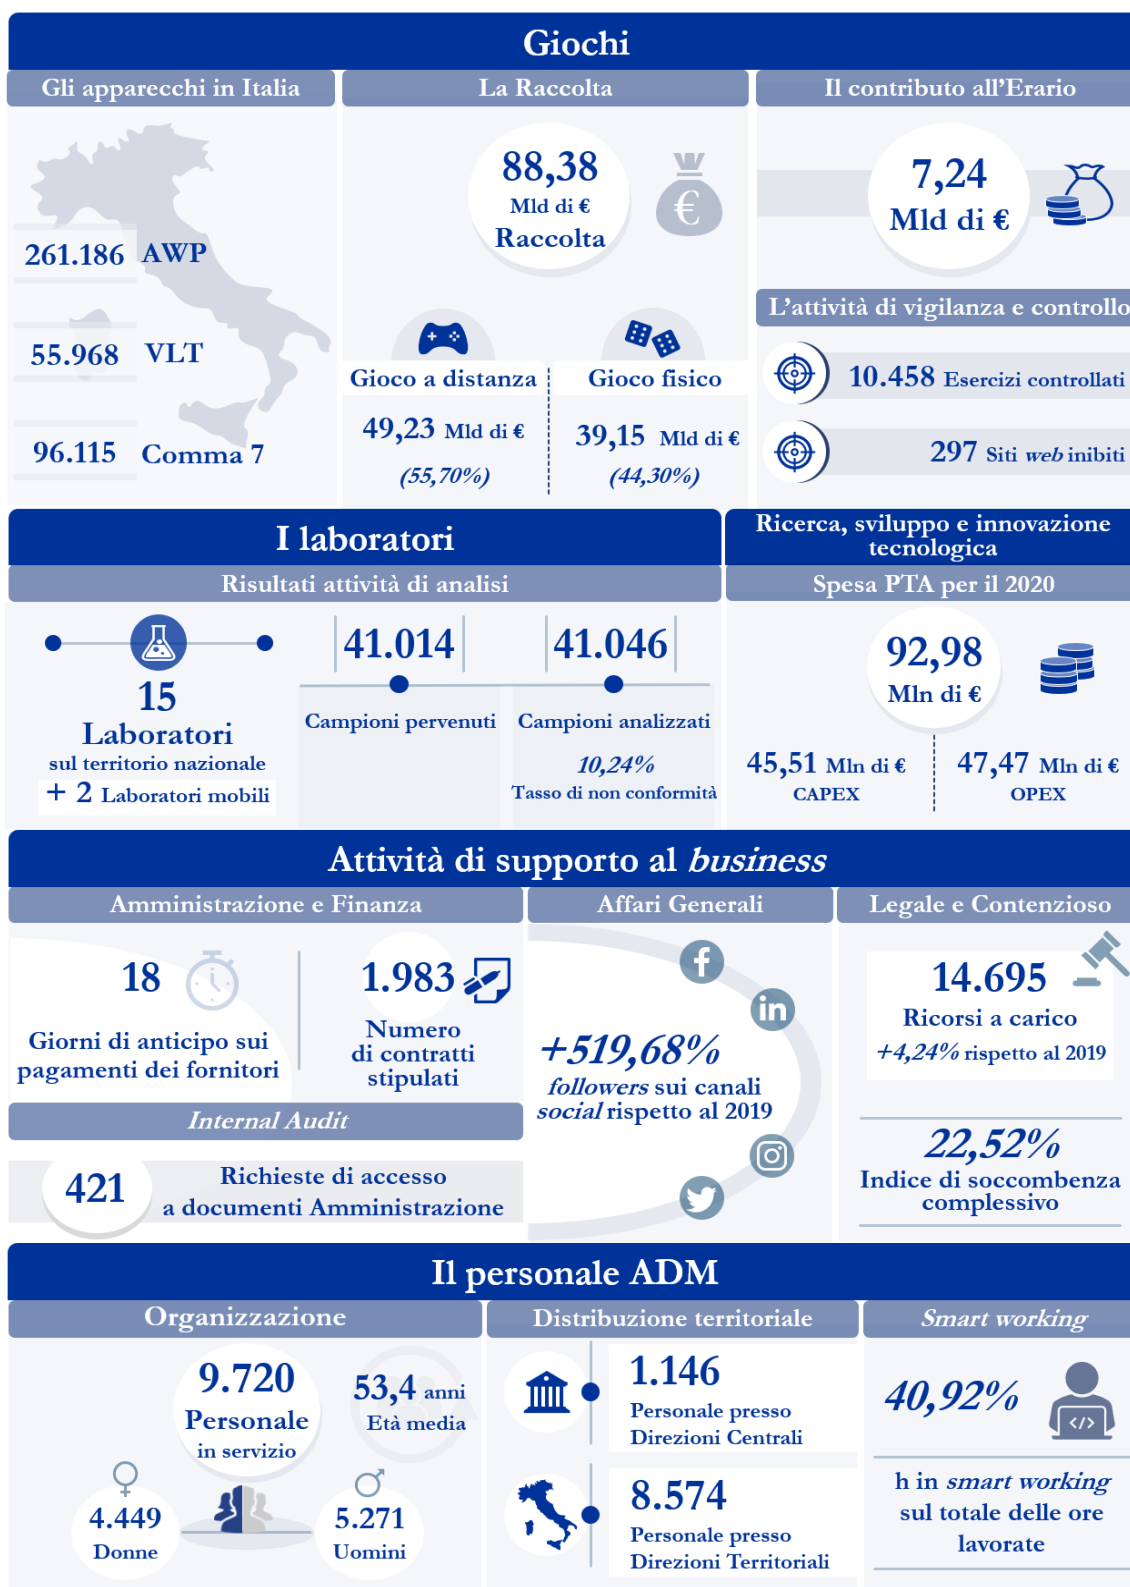 Giochi
Gli apparecchi in Italia
261.186 AWP
55.968 VLT
96.115 Comma 7
La Raccolta
88,38
Mld di €
Raccolta
€
Gioco a distanza
49,23 Mld di €
(55,70%)
Gioco fisico
39,15 Mld di €
(44,30%)
Il contributo all'Erario
7,24
Mld di €
L'attività di vigilanza e controllo
10.458 Esercizi controllati
297 Siti web inibiti
I laboratori
Risultati attività di analisi
15
Laboratori
sul territorio nazionale
+ 2 Laboratori mobili
41.014
Campioni pervenuti
41.046
Campioni analizzati
10,24%
Tasso di non conformità
Ricerca, sviluppo e innovazione
tecnologica
Spesa PTA per il 2020
92,98
Mln di €
45,51 Mln di €
CAPEX
47,47 Mln di €
OPEX
Attività di supporto al business
Amministrazione e Finanza
18
Giorni di anticipo sui
pagamenti dei fornitori
1.983
Numero
di contratti
stipulati
Internal Audit
421
Richieste di accesso
a documenti Amministrazione
Affari Generali
+519,68%
followers sui canali
social rispetto al 2019
Legale e Contenzioso
14.695
Ricorsi a carico
+4,24% rispetto al 2019
22,52%
Indice di soccombenza
complessivo
Il personale ADM
Organizzazione
9.720
Personale
in servizio
53,4 anni
Età media
4.449
Donne
5.271
Uomini
Distribuzione territoriale
1.146
Personale presso
Direzioni Centrali
8.574
Personale presso
Direzioni Territoriali
Smart working
40,92%
h in smart working
sul totale delle ore
lavorate